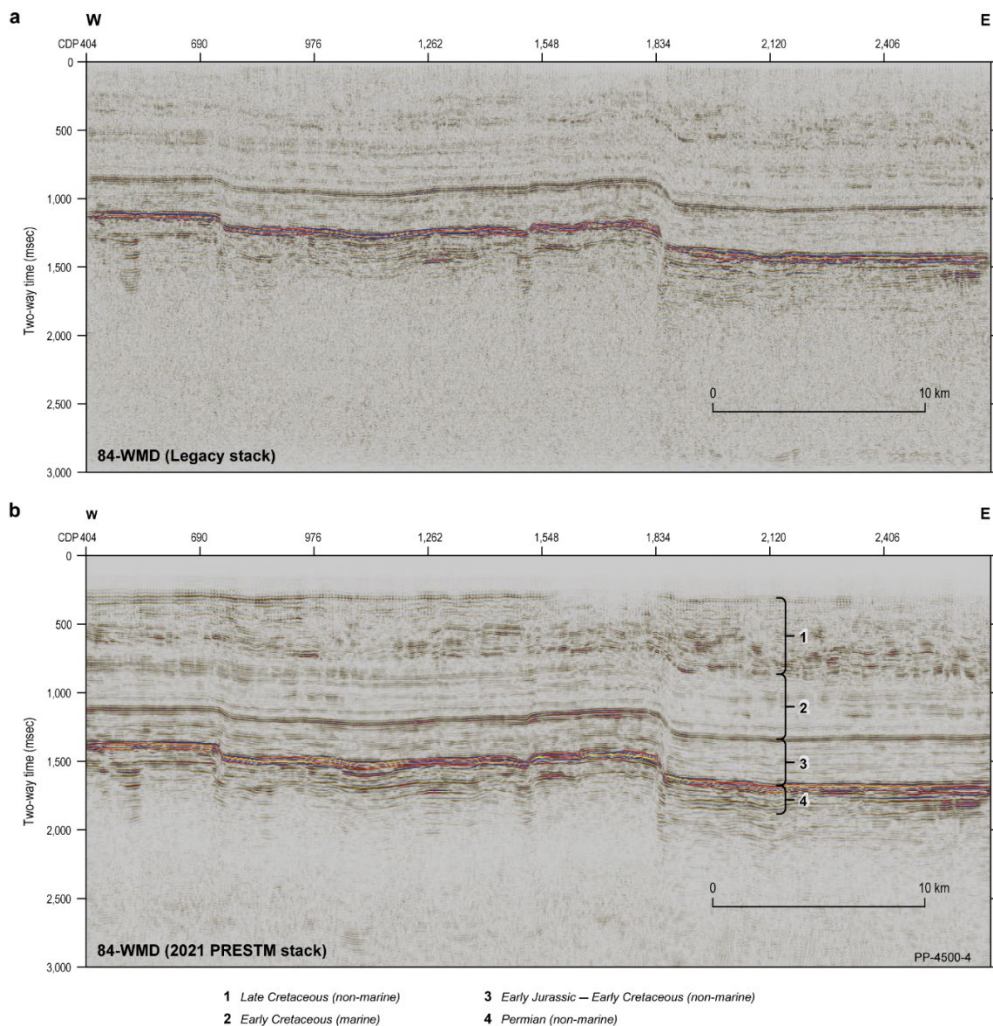 a
W E
CDP 404 690 976 1,262 1,548 1,834 2,120 2,406
0
500
1,000
1,500
2,000
2,500
3,000
Two-way time (msec)
0 10 km
84-WMD (Legacy stack)
b
W E
CDP 404 690 976 1,262 1,548 1,834 2,120 2,406
0
500
1,000
1,500
2,000
2,500
3,000
Two-way time (msec)
1
2
3
4
0 10 km
84-WMD (2021 PRESTM stack)
PP-4500-4
1 Late Cretaceous (non-marine) 3 Early Jurassic – Early Cretaceous (non-marine)
2 Early Cretaceous (marine) 4 Permian (non-marine)